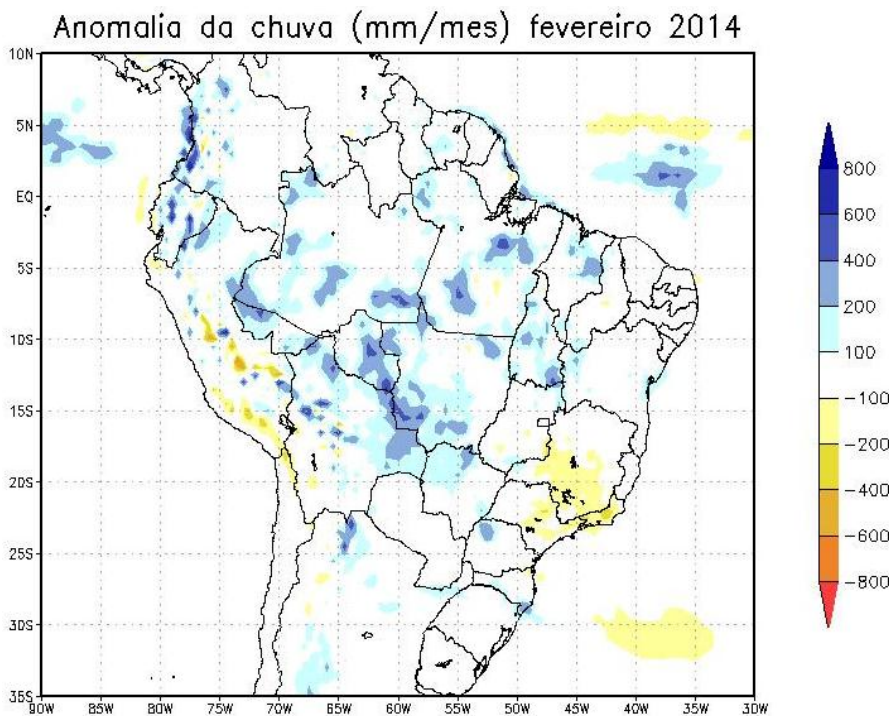 Anomalia da chuva (mm/mes) fevereiro 2014
10N
5N
EQ
5S
10S
15S
20S
25S
30S
35S
90W 85W 80W 75W 70W 65W 60W 55W 50W 45W 40W 35W 30W
800
600
400
200
100
-100
-200
-400
-600
-800